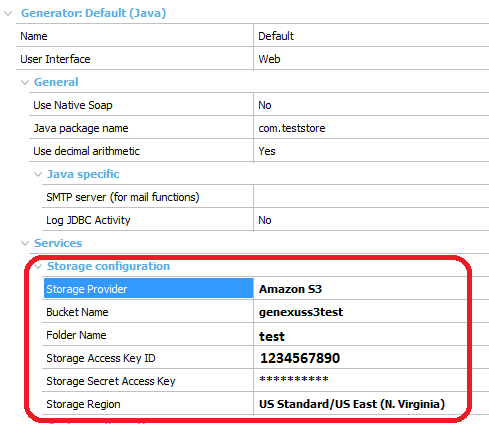 Generator: Default (Java)
Name Default
User Interface Web
General
Use Native Soap No
Java package name com.teststore
Use decimal arithmetic Yes
Java specific
SMTP server (for mail functions)
Log JDBC Activity No
Services
Storage configuration
Storage Provider Amazon S3
Bucket Name genexuss3test
Folder Name test
Storage Access Key ID 1234567890
Storage Secret Access Key **********
Storage Region US Standard/US East (N. Virginia)